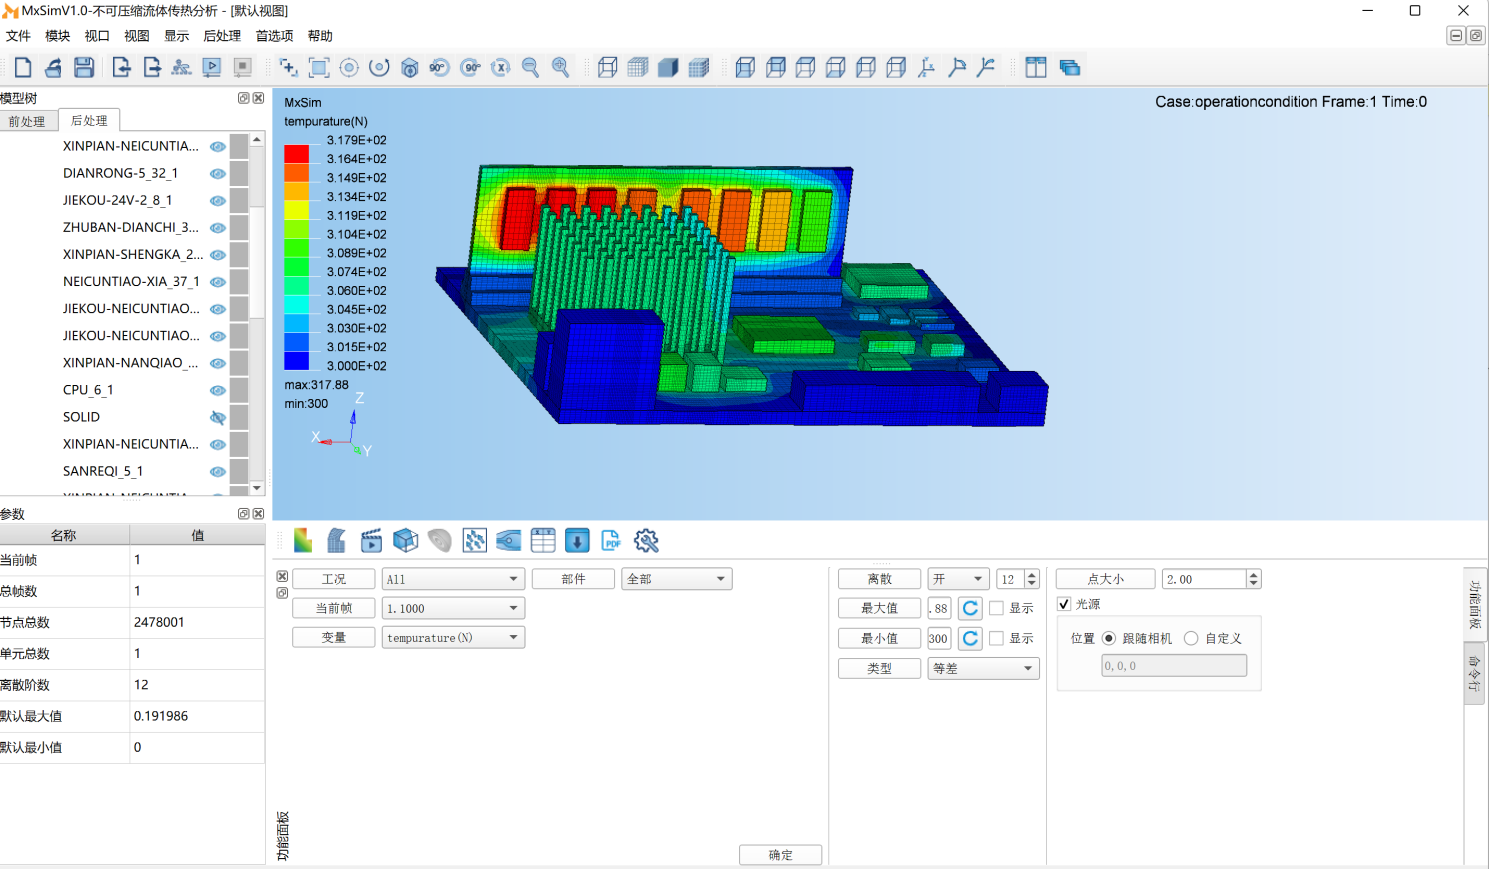 MxSimV1.0-不可压缩流体传热分析 - [默认视图]
文件 模块 视口 视图 显示 后处理 首选项 帮助
模型树
前处理 后处理
XINPIAN-NEICUNTIA...
DIANRONG-5_32_1
JIEKOU-24V-2_8_1
ZHUBAN-DIANCHI_3...
XINPIAN-SHENGKA_2...
NEICUNTIAO-XIA_37_1
JIEKOU-NEICUNTIAO...
JIEKOU-NEICUNTIAO...
XINPIAN-NANQIAO_...
CPU_6_1
SOLID
XINPIAN-NEICUNTIA...
SANREQI_5_1
XINPIAN-NEICUNTIA...
参数
名称 值
当前帧 1
总帧数 1
节点总数 2478001
单元总数 1
离散阶数 12
默认最大值 0.191986
默认最小值 0
MxSim
tempurature(N)
3.179E+02
3.164E+02
3.149E+02
3.134E+02
3.119E+02
3.104E+02
3.089E+02
3.074E+02
3.060E+02
3.045E+02
3.030E+02
3.015E+02
3.000E+02
max:317.88
min:300
Z
X
Y
Case:operationcondition Frame:1 Time:0
工况 All 部件 全部
当前帧 1.1000
变量 tempurature(N)
功能面板
确定
离散 开 12
最大值 .88 显示
最小值 300 显示
类型 等差
点大小 2.00
光源
位置 跟随相机 自定义
0,0,0
功能面板
命令行